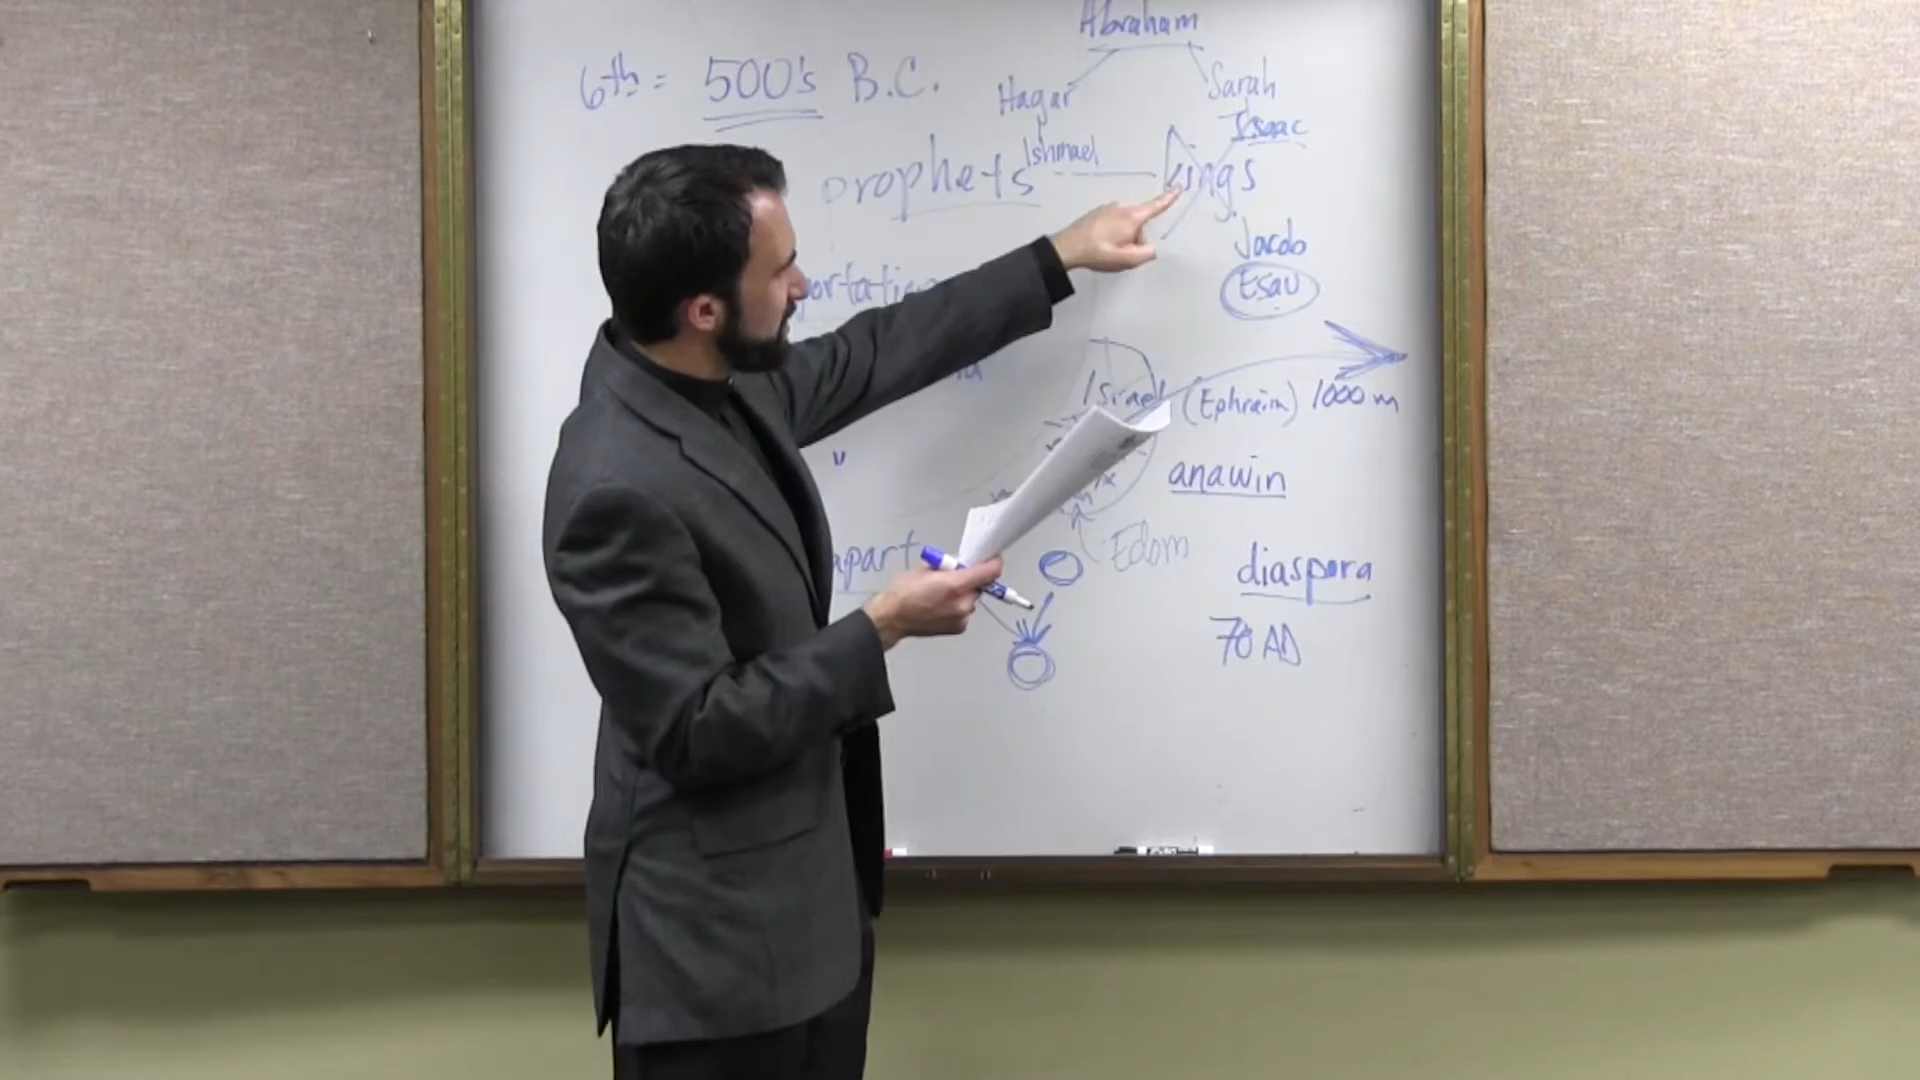 Abraham
6th = 500's B.C.
Hagar
Sarah
Isaac
Ishmael
prophets
kings
Jacob
Esau
Israel (Ephraim) 1000 m
anawin
apart
Edom
diaspora
70 AD